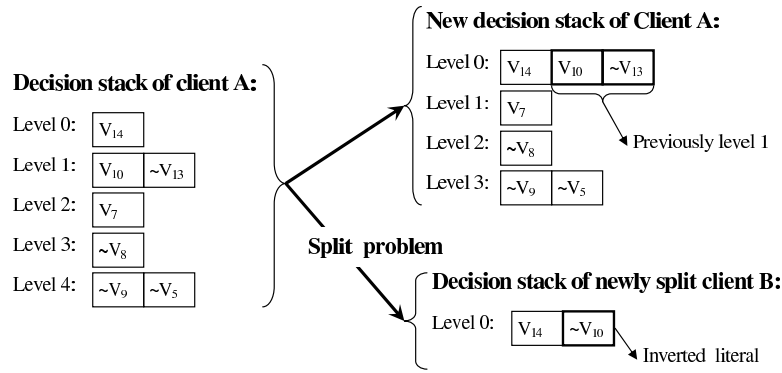 Decision stack of client A:
Level 0: V14
Level 1: V10 ~V13
Level 2: V7
Level 3: ~V8
Level 4: ~V9 ~V5
Split problem
New decision stack of Client A:
Level 0: V14 V10 ~V13
Level 1: V7
Previously level 1
Level 2: ~V8
Level 3: ~V9 ~V5
Decision stack of newly split client B:
Level 0: V14 ~V10
Inverted literal